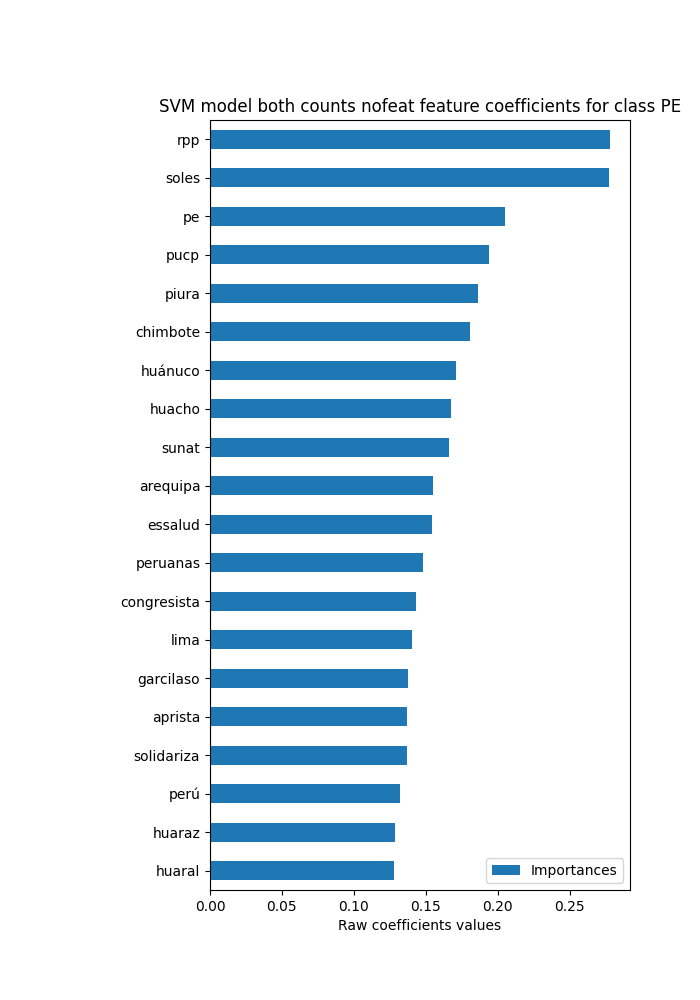 SVM model both counts nofeat feature coefficients for class PE
rpp
soles
pe
pucp
piura
chimbote
huánuco
huacho
sunat
arequipa
essalud
peruanas
congresista
lima
garcilaso
aprista
solidariza
perú
huaraz
huaral
Importances
0.00 0.05 0.10 0.15 0.20 0.25
Raw coefficients values